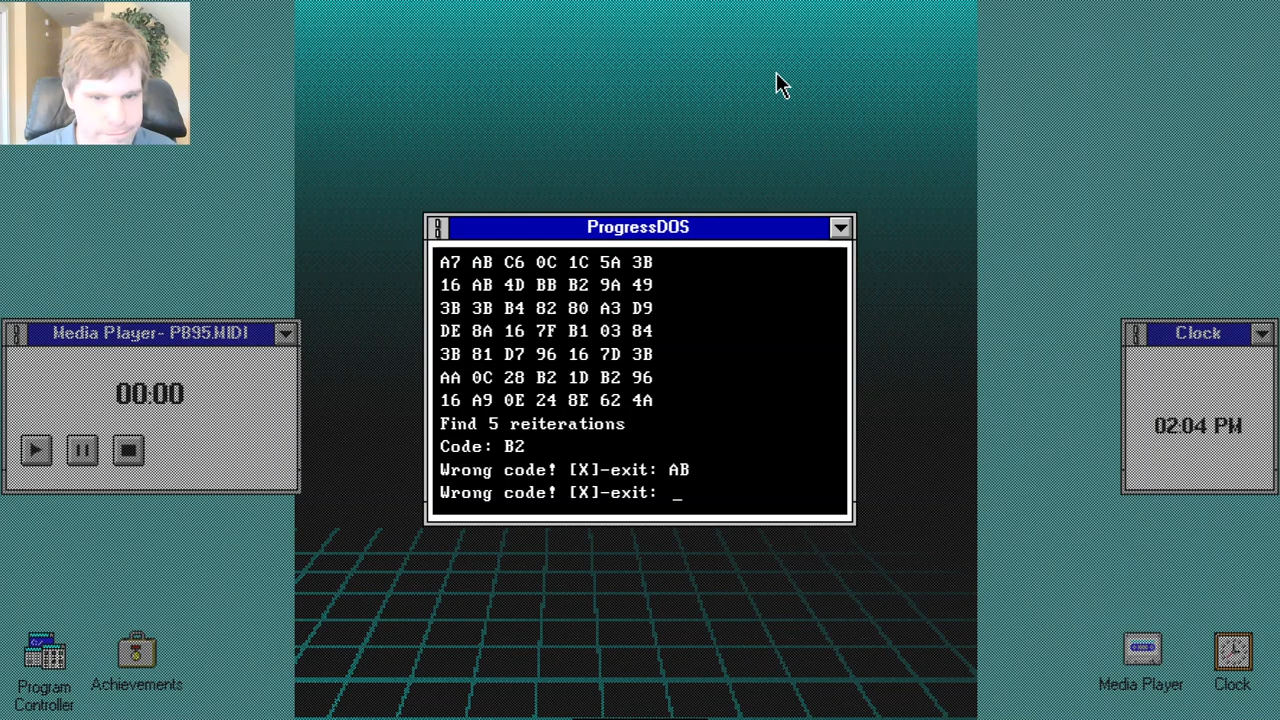 ProgressDOS
A7 AB C6 0C 1C 5A 3B
16 AB 4D BB B2 9A 49
3B 3B B4 82 80 A3 D9
DE 8A 16 7F B1 03 84
3B 81 D7 96 16 7D 3B
AA 0C 28 B2 1D B2 96
16 A9 0E 24 8E 62 4A
Find 5 reiterations
Code: B2
Wrong code! [X]-exit: AB
Wrong code! [X]-exit: _
Media Player- PB95.MIDI
00:00
Clock
02:04 PM
Program
Controller
Achievements
Media Player
Clock